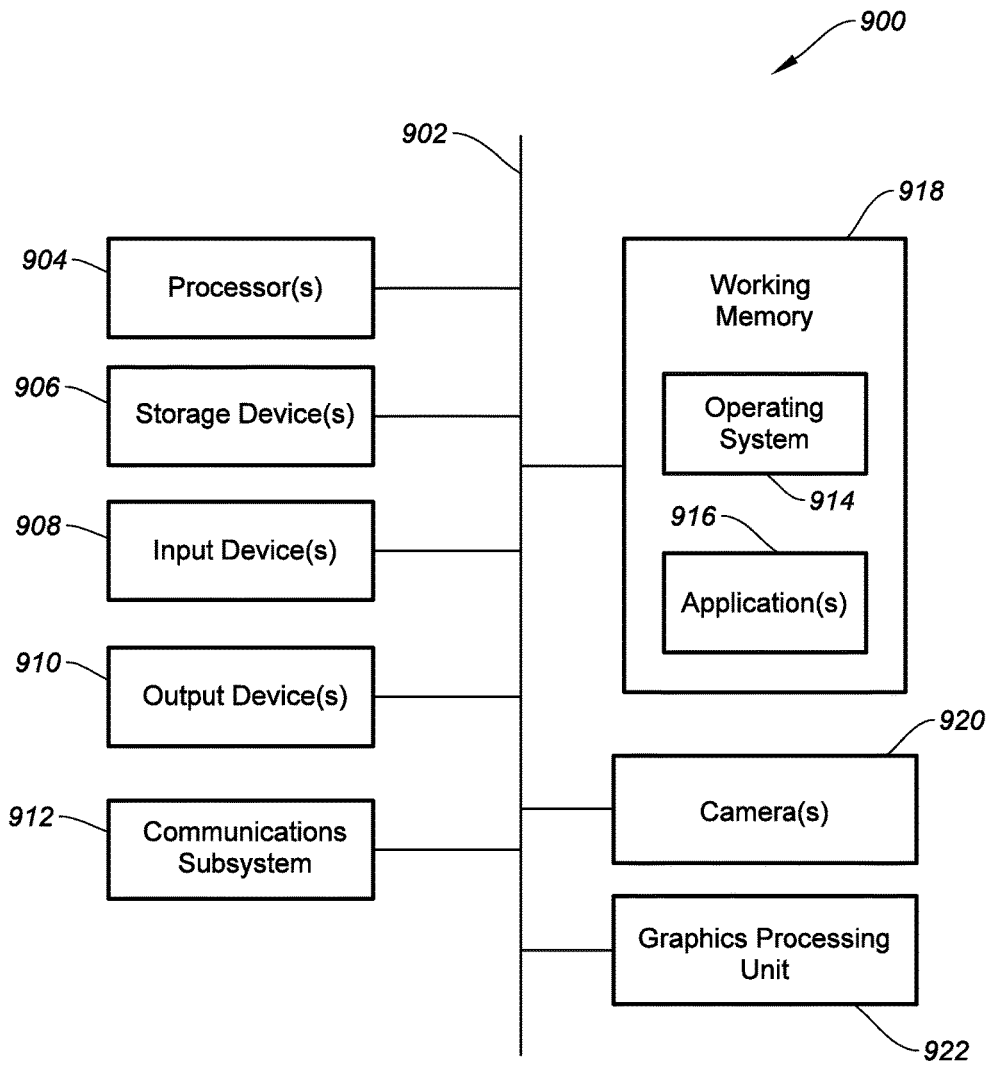 900
902
918
904
Processor(s)
Working
Memory
906
Storage Device(s)
Operating
System
914
908
Input Device(s)
916
Application(s)
910
Output Device(s)
920
912
Communications
Subsystem
Camera(s)
Graphics Processing
Unit
922